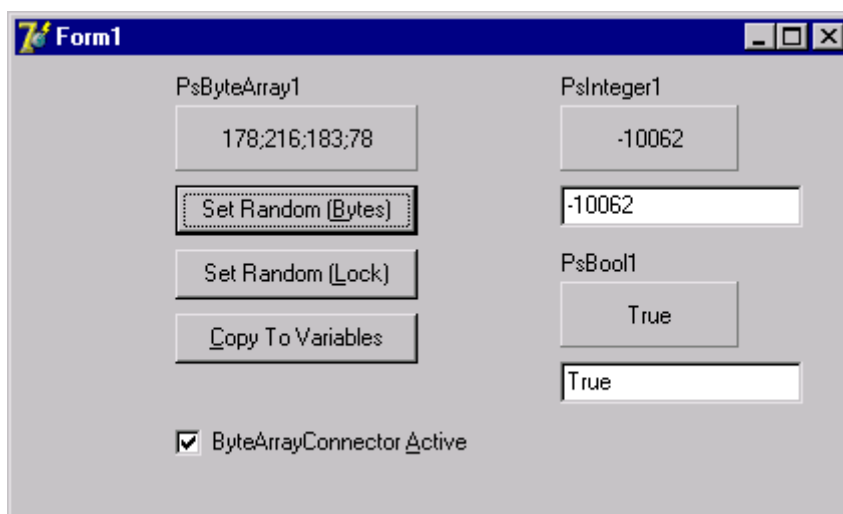 Form1
PsByteArray1
178;216;183;78
Set Random (Bytes)
Set Random (Lock)
Copy To Variables
ByteArrayConnector Active
PsInteger1
-10062
-10062
PsBool1
True
True